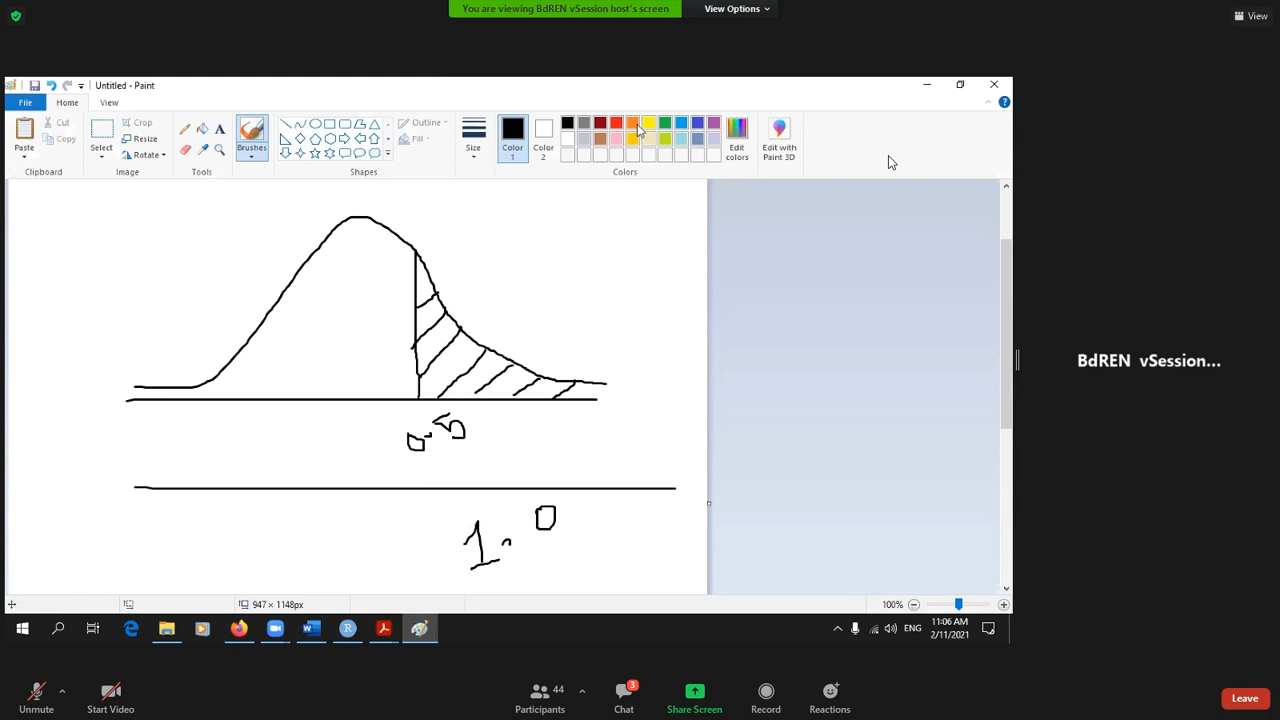 You are viewing BdREN vSession host's screen View Options
View
Untitled - Paint
File Home View
Paste
Cut
Copy
Clipboard
Select
Crop
Resize
Rotate
Image
A
Tools
Brushes
Outline
Fill
Shapes
Size
Color 1
Color 2
Edit colors
Colors
Edit with Paint 3D
1. 0
BdREN vSession...
947 × 1148px
100%
W R
ENG
11:06 AM
2/11/2021
Unmute
Start Video
44
Participants
3
Chat
Share Screen
Record
Reactions
Leave